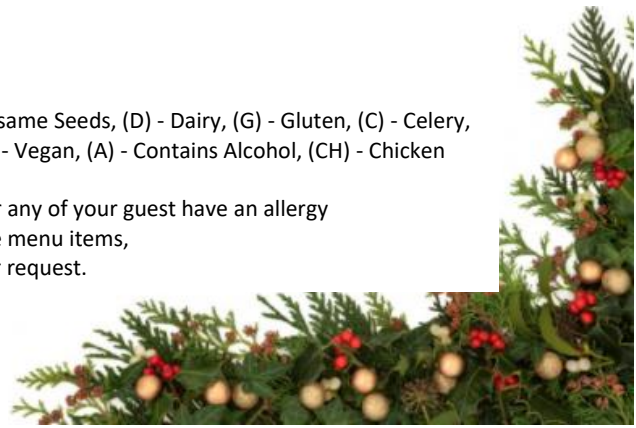 same Seeds, (D) - Dairy, (G) - Gluten, (C) - Celery,
- Vegan, (A) - Contains Alcohol, (CH) - Chicken
any of your guest have an allergy
menu items,
request.